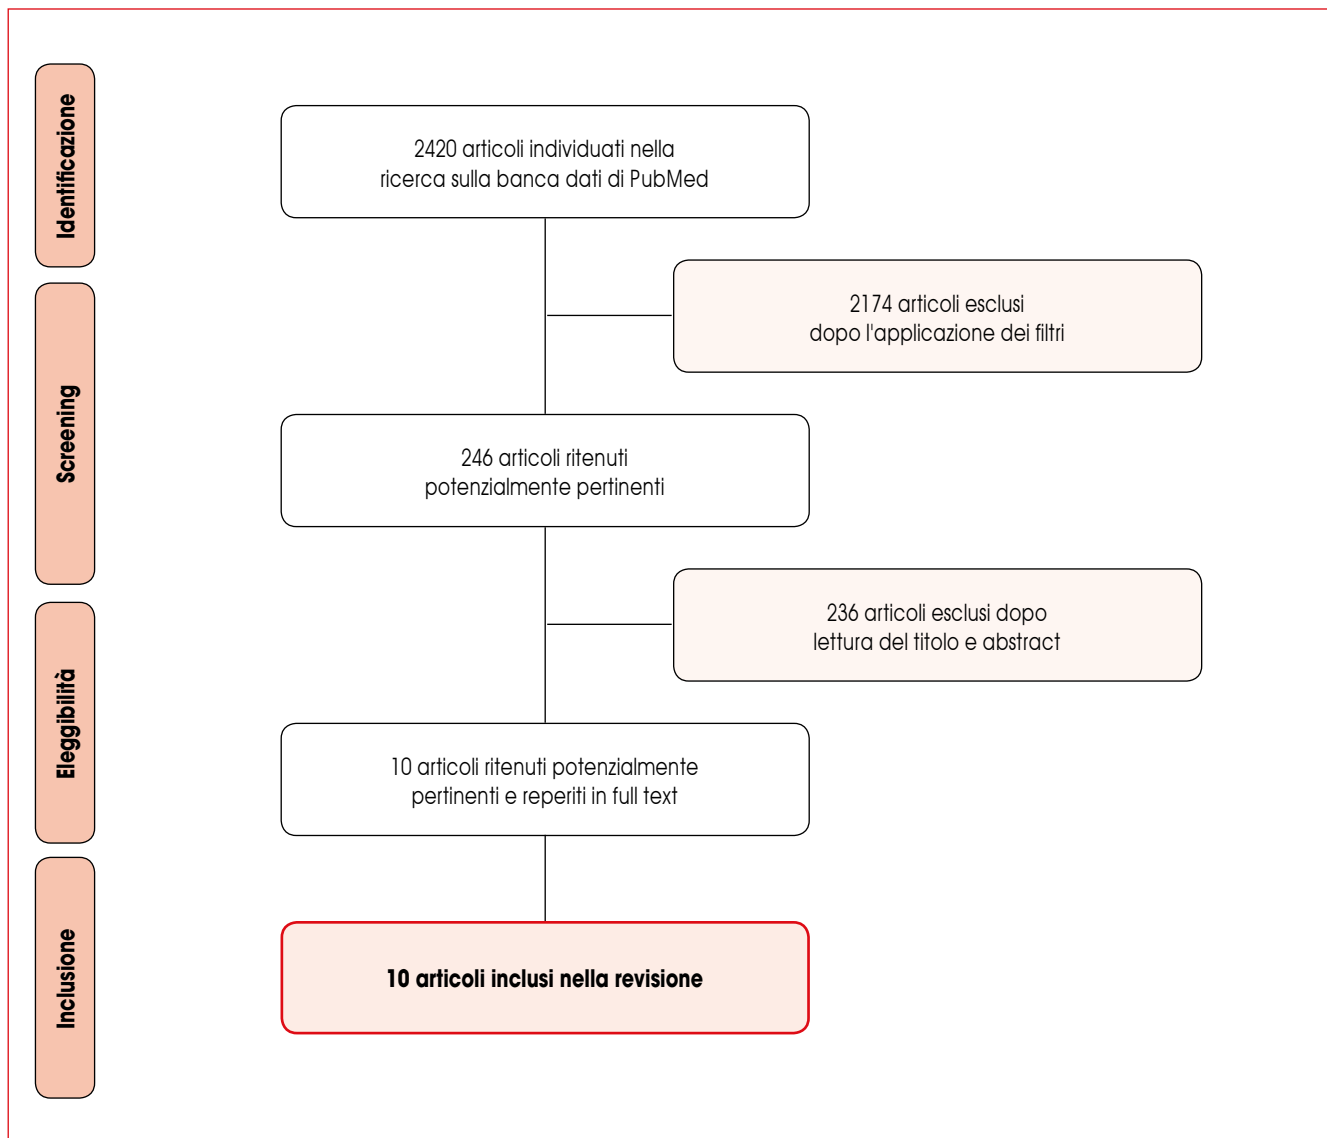 Identificazione
2420 articoli individuati nella
ricerca sulla banca dati di PubMed
2174 articoli esclusi
dopo l'applicazione dei filtri
Screening
246 articoli ritenuti
potenzialmente pertinenti
236 articoli esclusi dopo
lettura del titolo e abstract
Eleggibilità
10 articoli ritenuti potenzialmente
pertinenti e reperiti in full text
Inclusione
10 articoli inclusi nella revisione